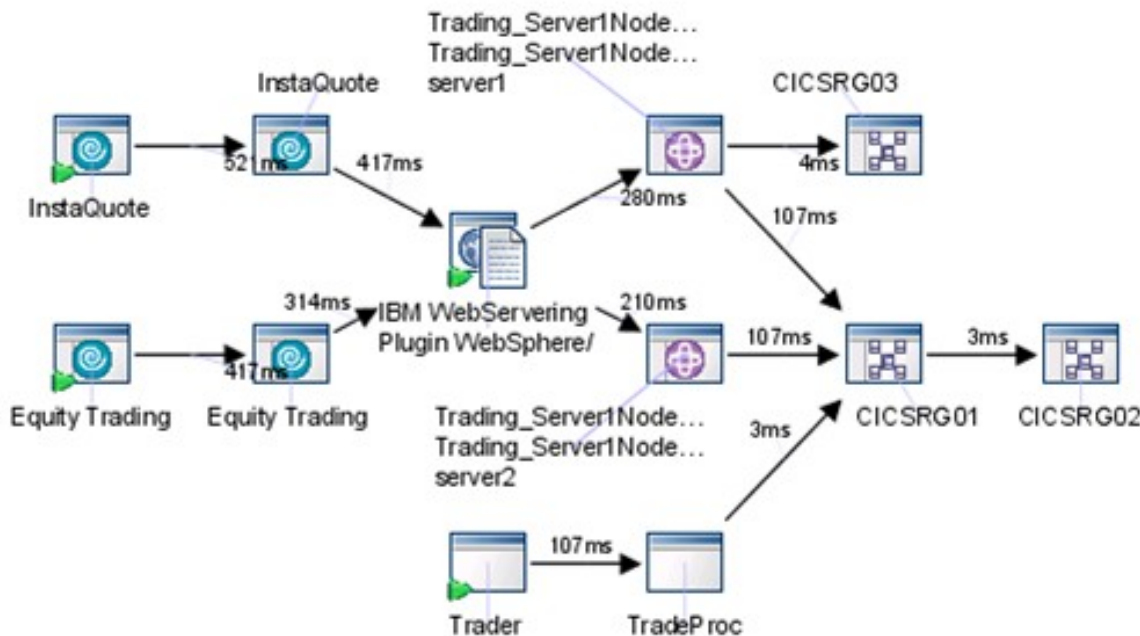 Trading_Server1Node…
Trading_Server1Node…
server1
InstaQuote
CICSRG03
521ms
417ms
280ms
4ms
InstaQuote
107ms
314ms
IBM WebServering
Plugin WebSphere/
210ms
107ms
3ms
417ms
Equity Trading
Equity Trading
Trading_Server1Node…
Trading_Server1Node…
server2
CICSRG01
CICSRG02
3ms
107ms
Trader
TradeProc